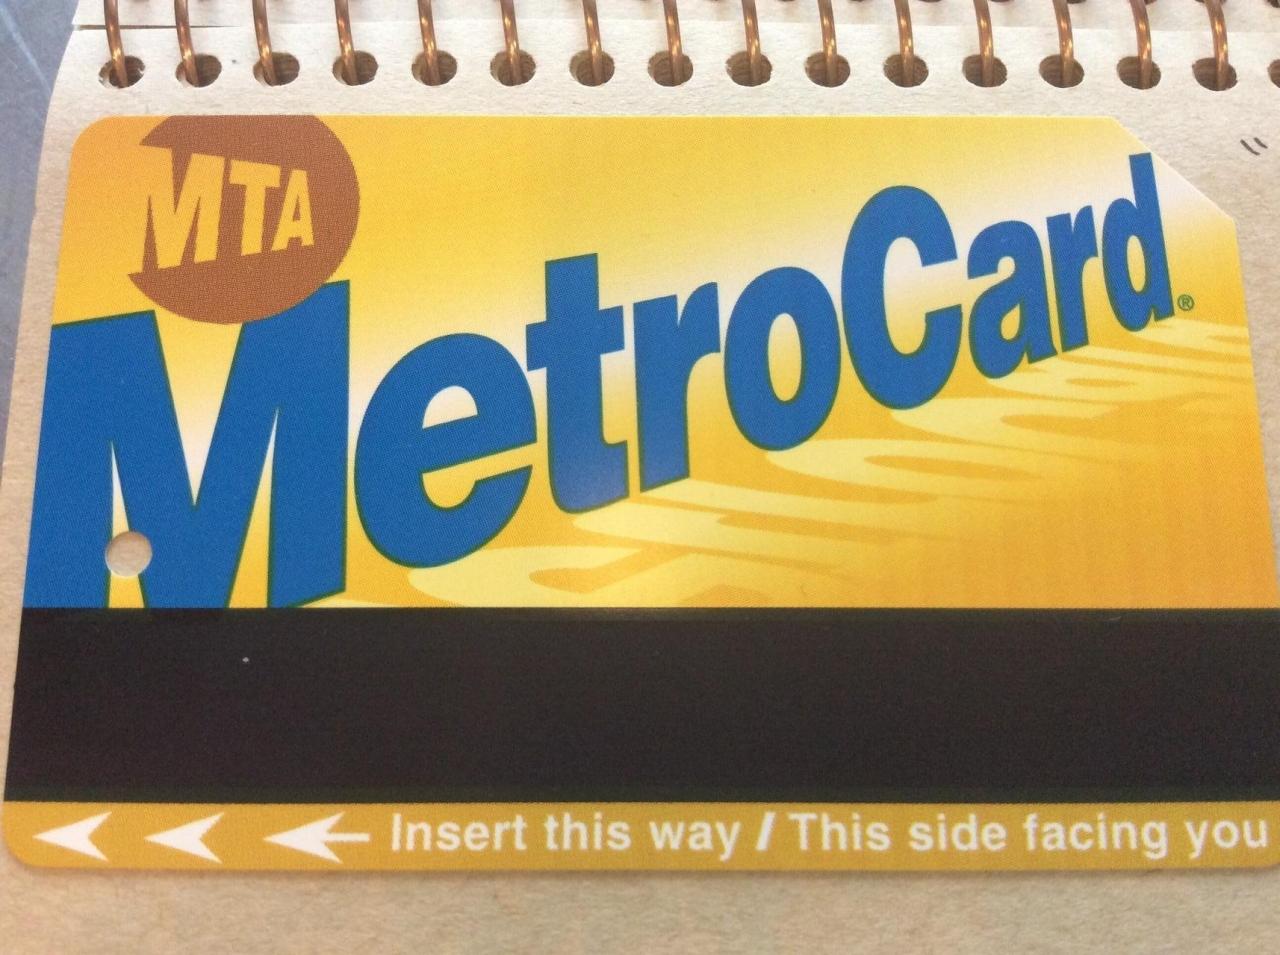 MTA
MetroCard®
Insert this way / This side facing you